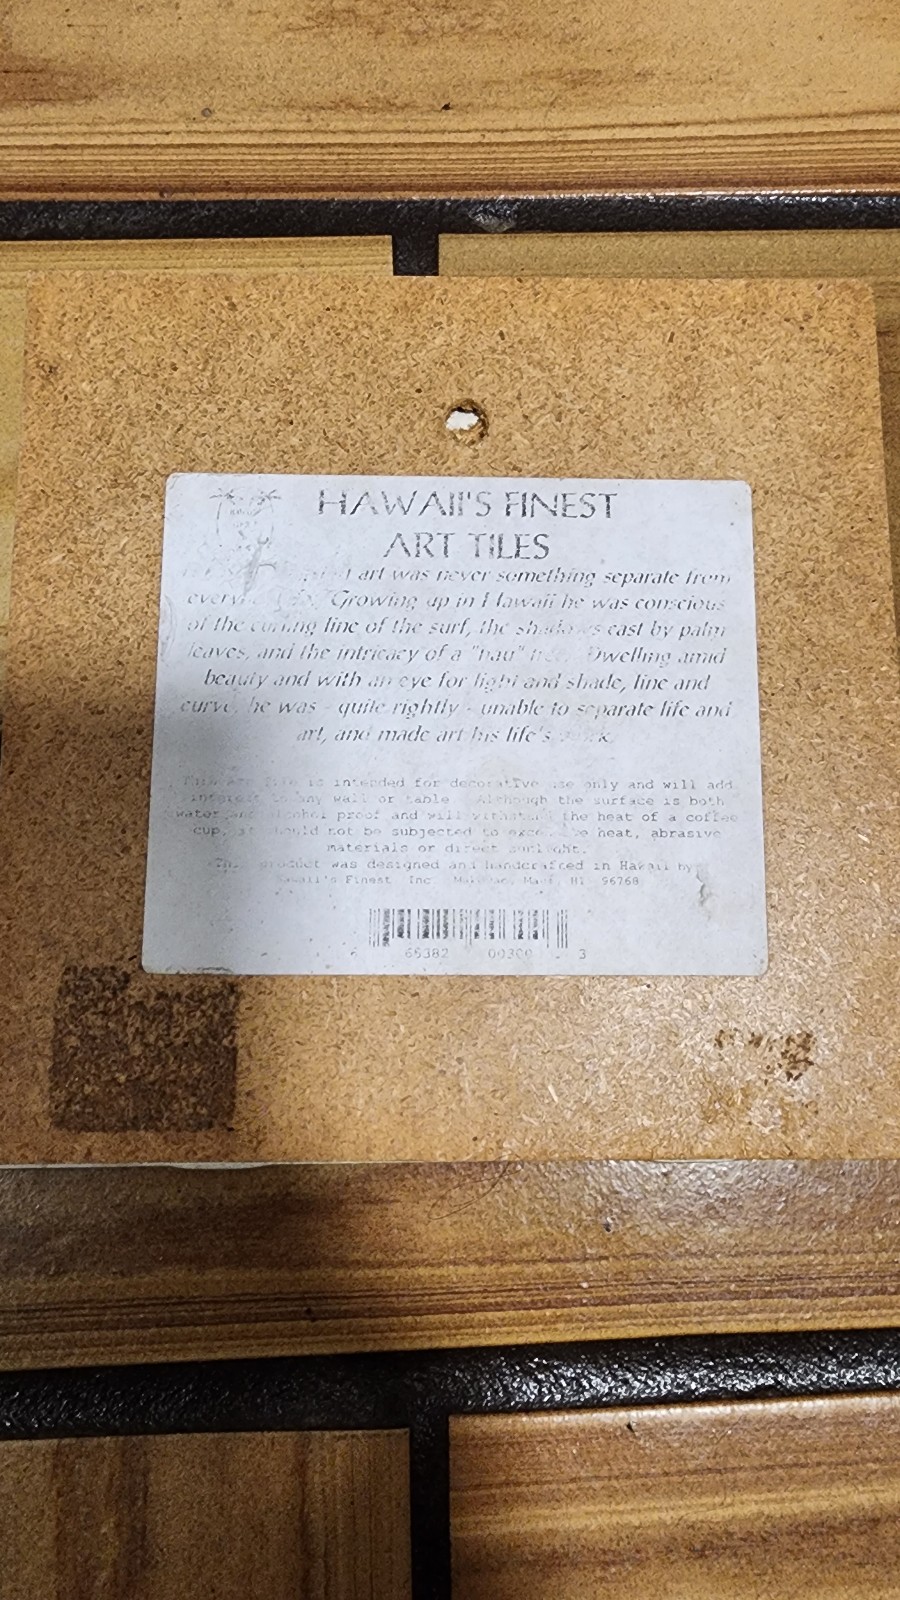 HAWAII'S FINEST
ART TILES
art was never something separate from
Growing up in Hawaii he was conscious
of the curling line of the surf, the shadows cast by palm
leaves, and the intricacy of a "hau" tree. Dwelling amid
beauty and with an eye for light and shade, line and
curve, he was - quite rightly - unable to separate life and
art, and made art his life's work.
This Art Tile is intended for decorative use only and will add
interest to any wall or table. Although the surface is both
water and alcohol proof and will withstand the heat of a coffee
cup, it should not be subjected to excessive heat, abrasive
materials or direct sunlight.
This product was designed and handcrafted in Hawaii by
Hawaii's Finest Inc. Makawao, Maui, HI 96768
65382 3